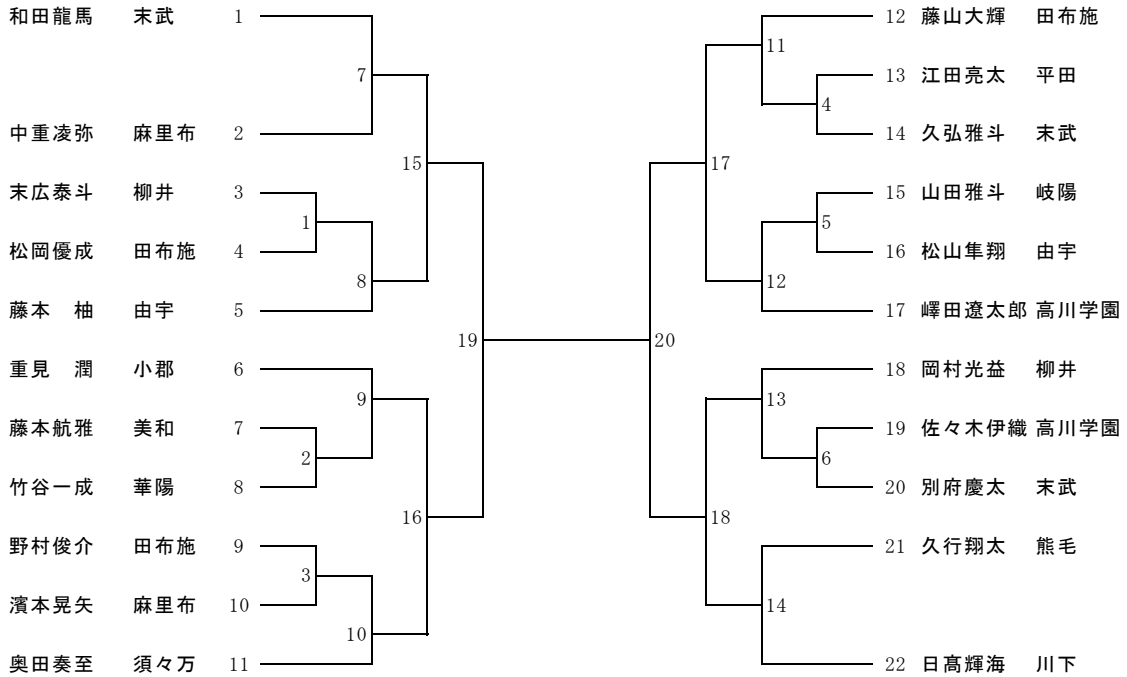 和田龍馬 末武 1
中重凌弥 麻里布 2
末広泰斗 柳井 3
松岡優成 田布施 4
藤本 柚 由宇 5
重見 潤 小郡 6
藤本航雅 美和 7
竹谷一成 華陽 8
野村俊介 田布施 9
濱本晃矢 麻里布 10
奥田奏至 須々万 11
7
1
8
15
9
2
3
10
16
19
20
11
4
17
5
12
13
6
18
14
12 藤山大輝 田布施
13 江田亮太 平田
14 久弘雅斗 末武
15 山田雅斗 岐陽
16 松山隼翔 由宇
17 嶧田遼太郎 高川学園
18 岡村光益 柳井
19 佐々木伊織 高川学園
20 別府慶太 末武
21 久行翔太 熊毛
22 日髙輝海 川下